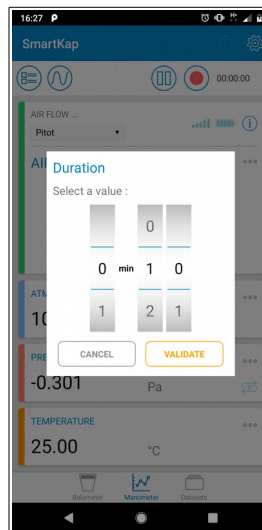 16:27
SmartKap
00:00:00
AIR FLOW ...
Pitot
AI
Duration
Select a value :
0
0 min 1 0
1 2 1
ATM
10
CANCEL VALIDATE
PRE
-0.301 Pa
TEMPERATURE
25.00 °C
Balometer Manometer Datasets